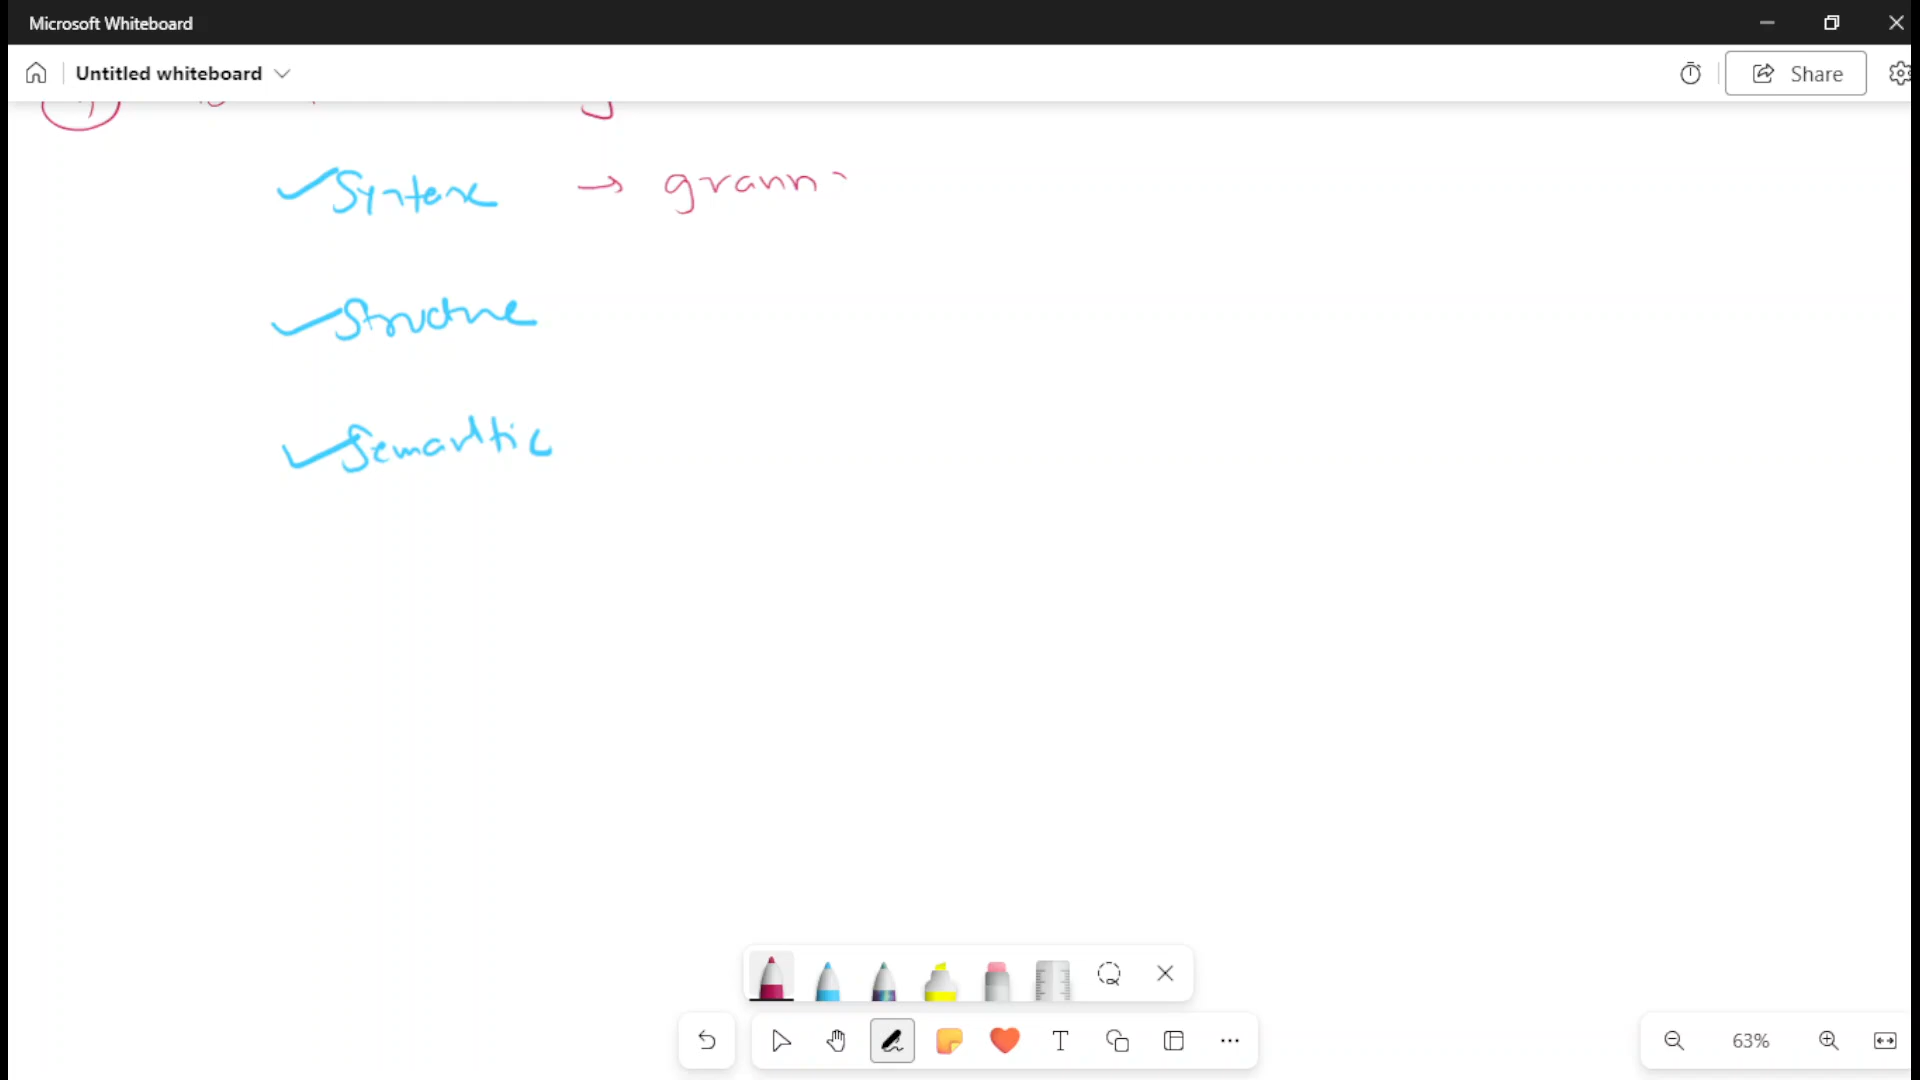 Microsoft Whiteboard
Untitled whiteboard
Share
Syntax → gramm
Structure
Semantic
63%